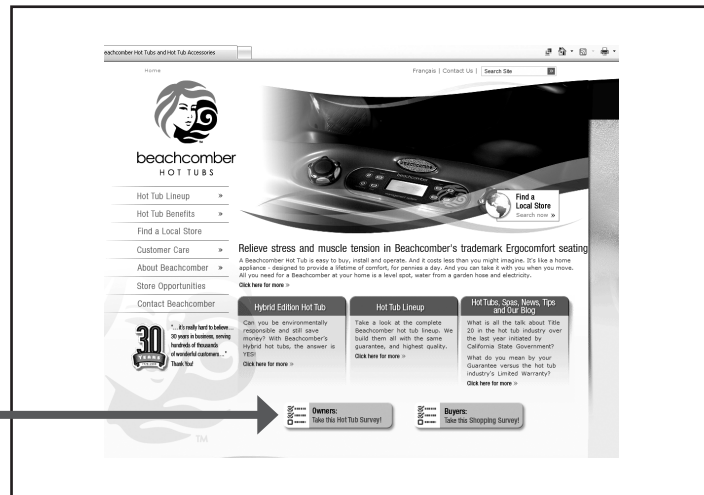 eachcomber Hot Tubs and Hot Tub Accessories
Home
Français | Contact Us |
Search Site
beachcomber
HOT TUBS
Find a
Local Store
Search now »
Hot Tub Lineup »
Hot Tub Benefits »
Find a Local Store
Customer Care »
About Beachcomber »
Store Opportunities
Contact Beachcomber
Relieve stress and muscle tension in Beachcomber's trademark Ergocomfort seating
A Beachcomber Hot Tub is easy to buy, install and operate. And it costs less than you might imagine. It's like a home
appliance - designed to provide a lifetime of comfort, for pennies a day. And you can take it with you when you move.
All you need for a Beachcomber at your home is a level spot, water from a garden hose and electricity.
Click here for more »
Hybrid Edition Hot Tub
Can you be environmentally
responsible and still save
money? With Beachcomber's
Hybrid hot tubs, the answer is
YES!
Click here for more »
Hot Tub Lineup
Take a look at the complete
Beachcomber hot tub lineup. We
build them all with the same
guarantee, and highest quality.
Click here for more »
Hot Tubs, Spas, News, Tips
and Our Blog
What is all the talk about Title
20 in the hot tub industry over
the last year initiated by
California State Government?
What do you mean by your
Guarantee versus the hot tub
industry's Limited Warranty?
Click here for more »
30
YEARS
"...it's really hard to believe...
30 years in business, serving
hundreds of thousands
of wonderful customers..."
Thank You!
Owners:
Take this Hot Tub Survey!
Buyers:
Take this Shopping Survey!
TM